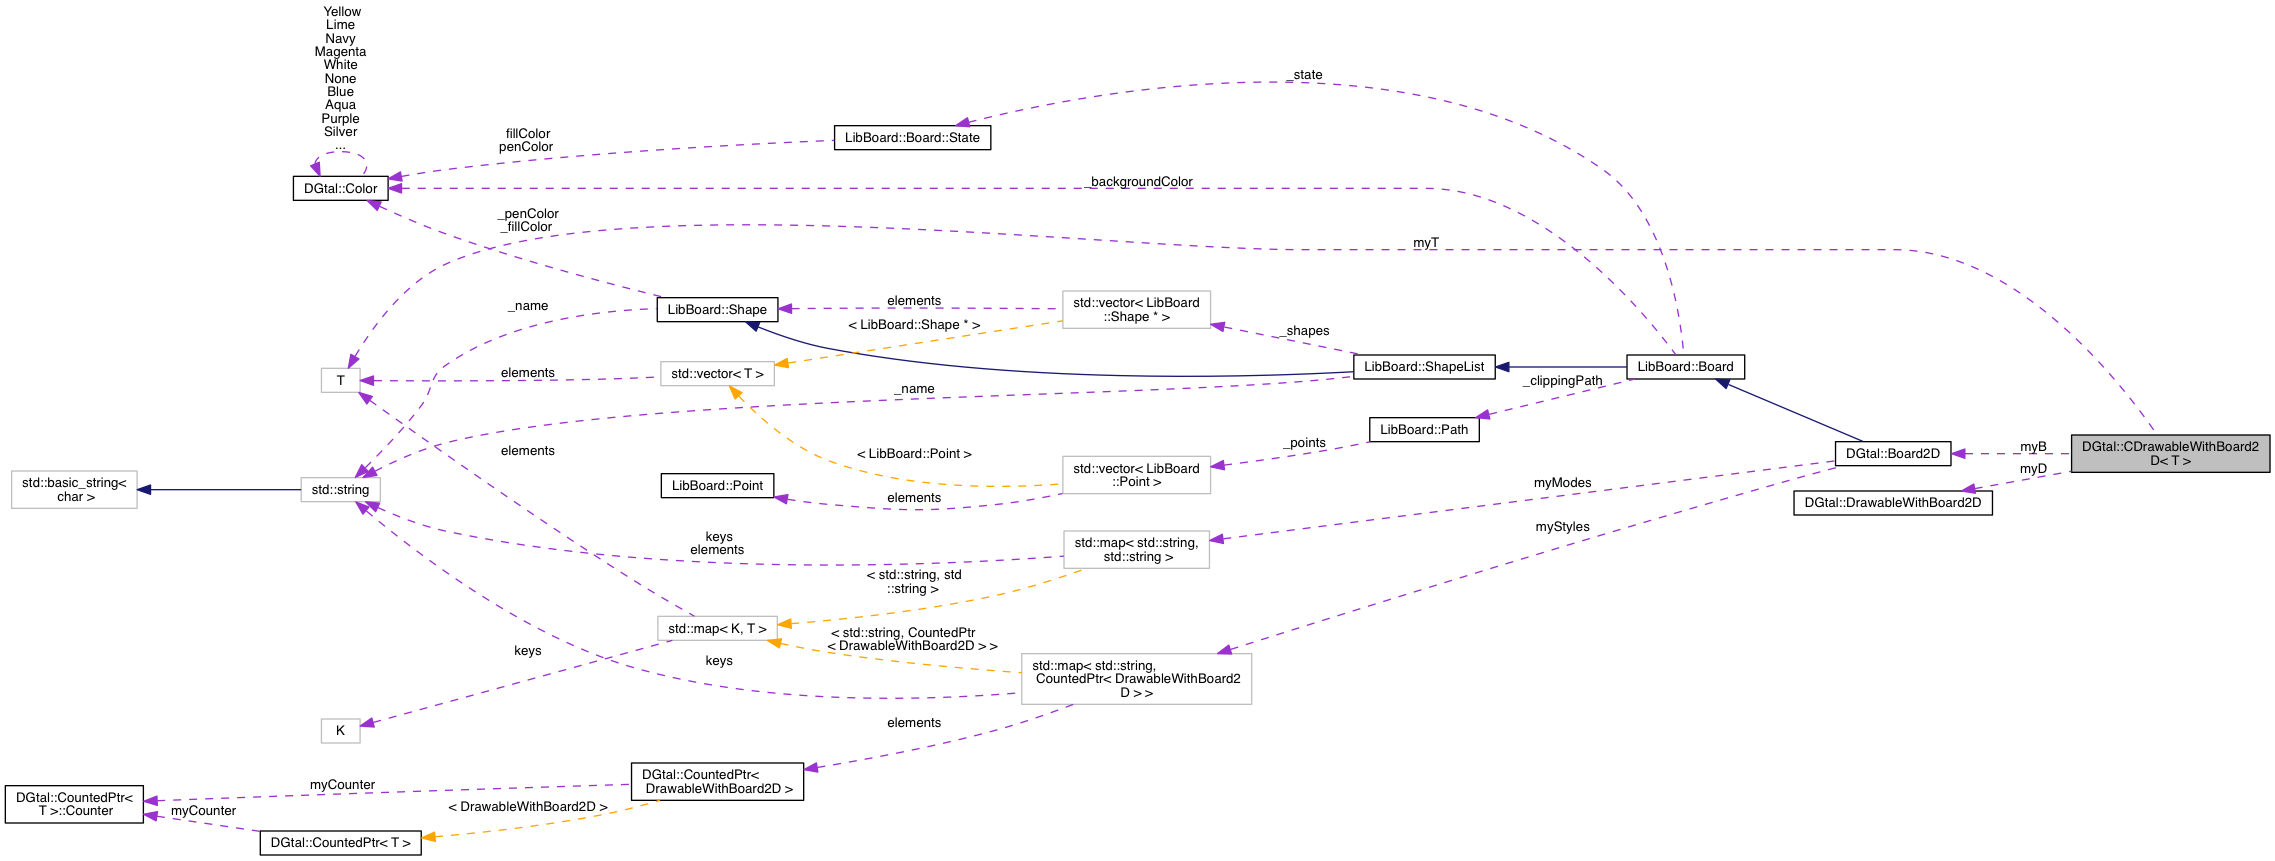 Yellow
Lime
Navy
Magenta
White
None
Blue
Aqua
Purple
Silver
...
_state
fillColor
penColor
LibBoard::Board::State
DGtal::Color
_backgroundColor
_penColor
_fillColor
myT
_name
LibBoard::Shape
elements
std::vector< LibBoard
::Shape * >
< LibBoard::Shape * >
_shapes
T
elements
std::vector< T >
LibBoard::ShapeList
LibBoard::Board
_name
_clippingPath
LibBoard::Path
elements
< LibBoard::Point >
_points
DGtal::Board2D
myB
DGtal::CDrawableWithBoard2
D< T >
myD
std::basic_string<
char >
std::string
LibBoard::Point
elements
std::vector< LibBoard
::Point >
myModes
DGtal::DrawableWithBoard2D
myStyles
keys
elements
std::map< std::string,
std::string >
< std::string, std
::string >
std::map< K, T >
< std::string, CountedPtr
< DrawableWithBoard2D > >
keys
keys
std::map< std::string,
CountedPtr< DrawableWithBoard2
D > >
K
elements
DGtal::CountedPtr<
DrawableWithBoard2D >
myCounter
DGtal::CountedPtr<
T >::Counter
myCounter
< DrawableWithBoard2D >
DGtal::CountedPtr< T >